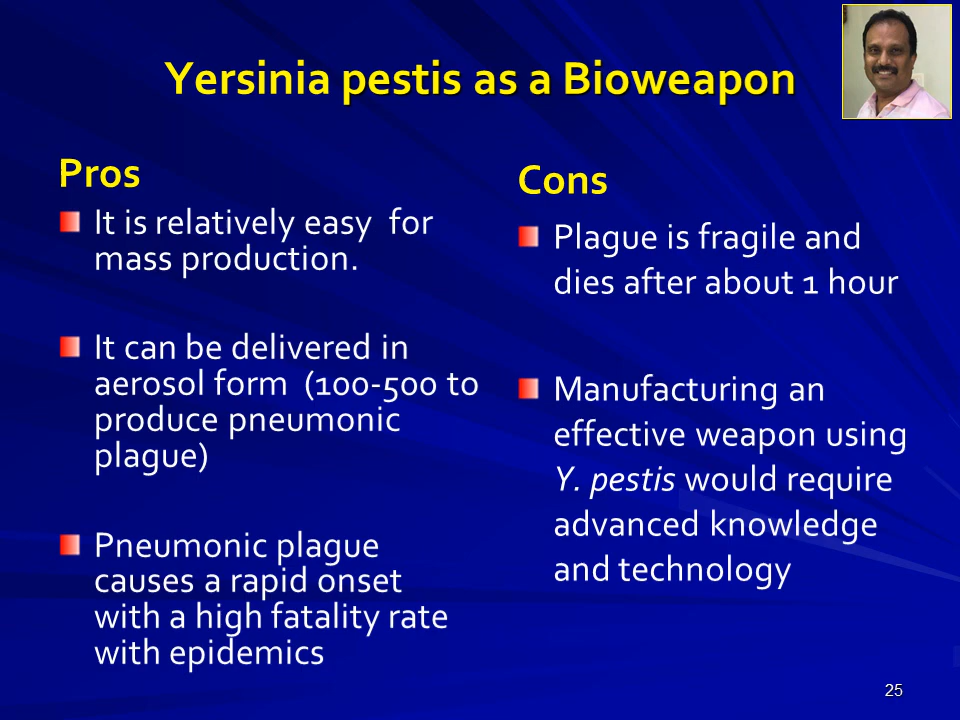 Yersinia pestis as a Bioweapon
Pros
It is relatively easy for
mass production.
It can be delivered in
aerosol form (100-500 to
produce pneumonic
plague)
Pneumonic plague
causes a rapid onset
with a high fatality rate
with epidemics
Cons
Plague is fragile and
dies after about 1 hour
Manufacturing an
effective weapon using
Y. pestis would require
advanced knowledge
and technology
25